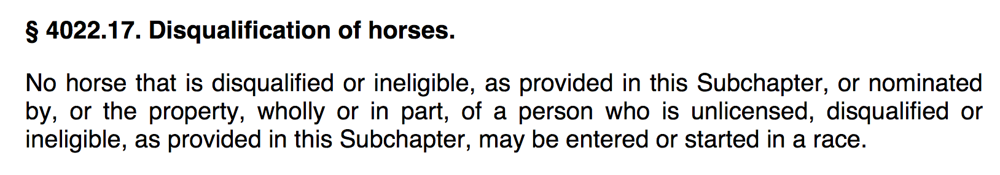 § 4022.17. Disqualification of horses.
No horse that is disqualified or ineligible, as provided in this Subchapter, or nominated
by, or the property, wholly or in part, of a person who is unlicensed, disqualified or
ineligible, as provided in this Subchapter, may be entered or started in a race.